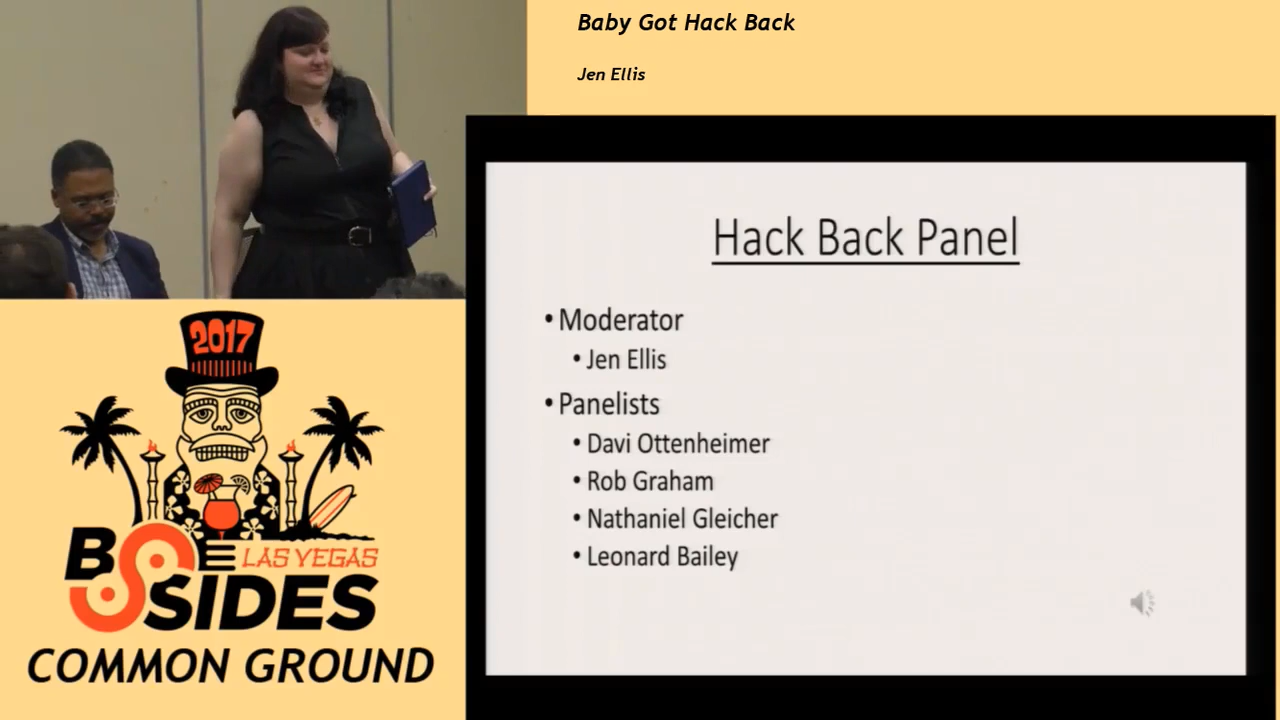 Baby Got Hack Back
Jen Ellis
Hack Back Panel
• Moderator
• Jen Ellis
• Panelists
• Davi Ottenheimer
• Rob Graham
• Nathaniel Gleicher
• Leonard Bailey
2017
BSIDES
LAS VEGAS
COMMON GROUND